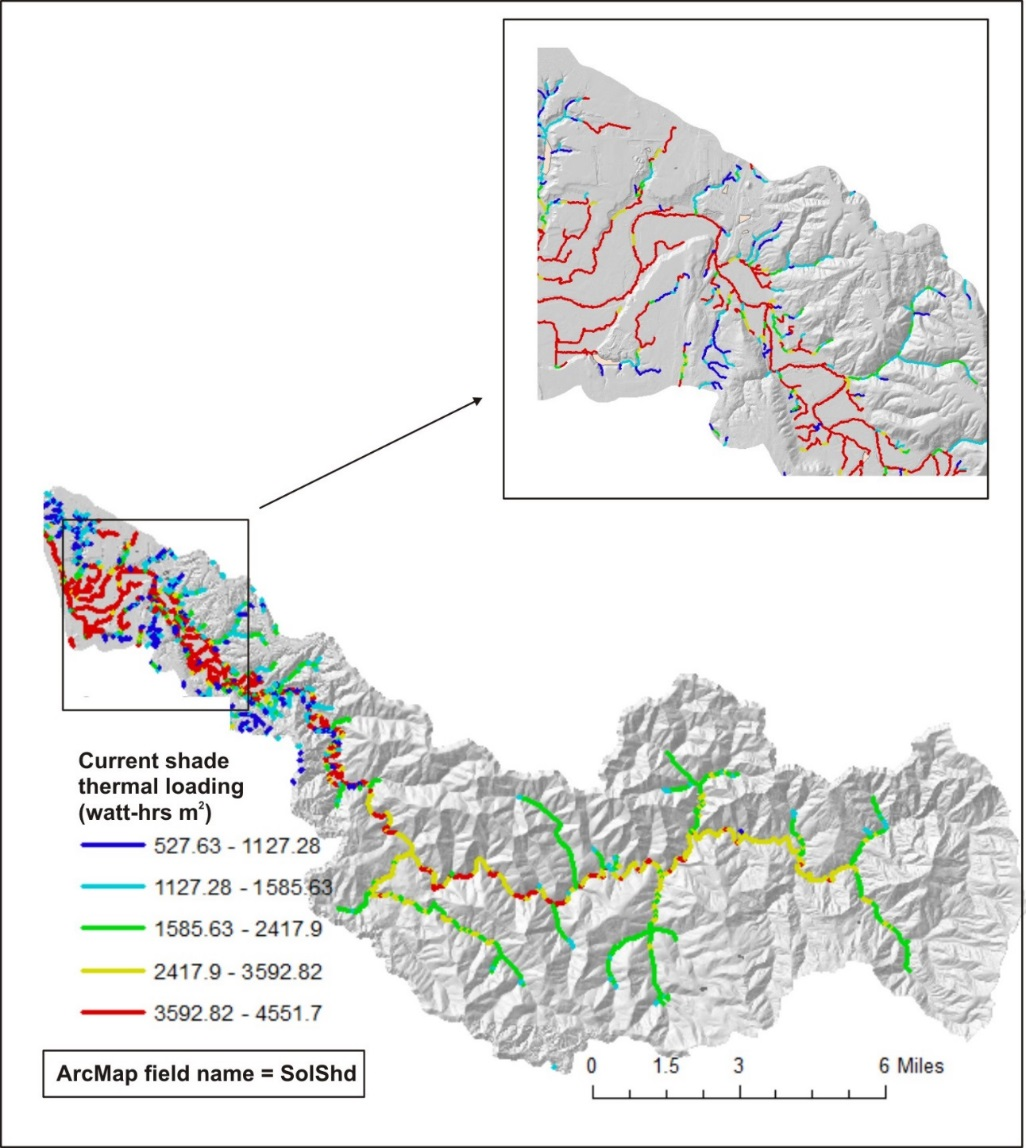 Current shade
thermal loading
(watt-hrs m²)
527.63 - 1127.28
1127.28 - 1585.63
1585.63 - 2417.9
2417.9 - 3592.82
3592.82 - 4551.7
ArcMap field name = SolShd
0 1.5 3 6 Miles